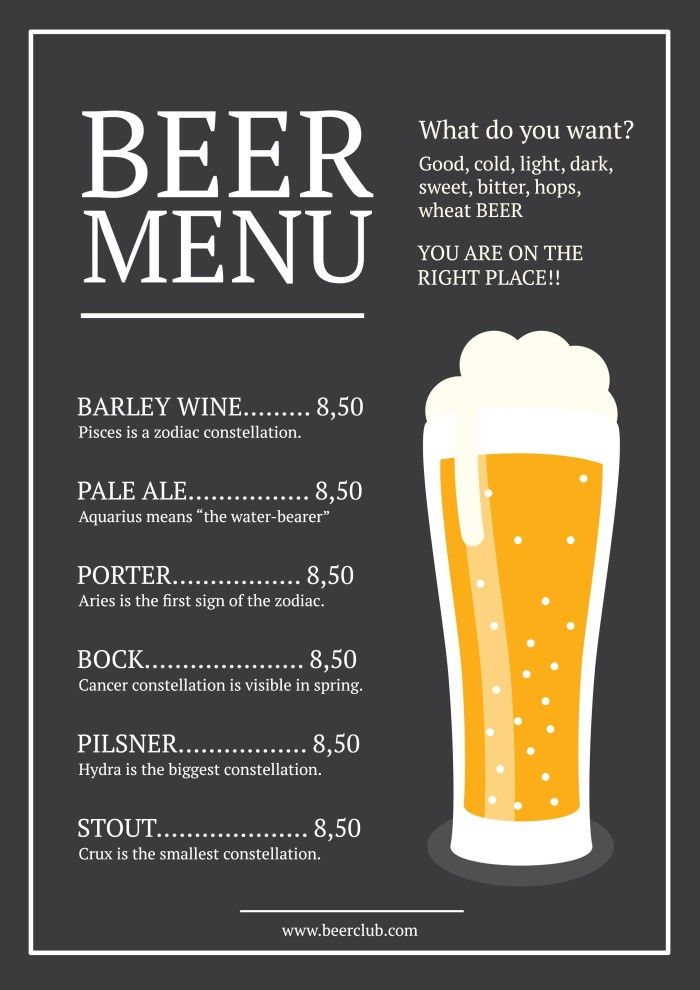 BEER
MENU
What do you want?
Good, cold, light, dark,
sweet, bitter, hops,
wheat BEER
YOU ARE ON THE
RIGHT PLACE!!
BARLEY WINE......... 8,50
Pisces is a zodiac constellation.
PALE ALE................ 8,50
Aquarius means “the water-bearer”
PORTER................. 8,50
Aries is the first sign of the zodiac.
BOCK..................... 8,50
Cancer constellation is visible in spring.
PILSNER................. 8,50
Hydra is the biggest constellation.
STOUT.................... 8,50
Crux is the smallest constellation.
www.beerclub.com